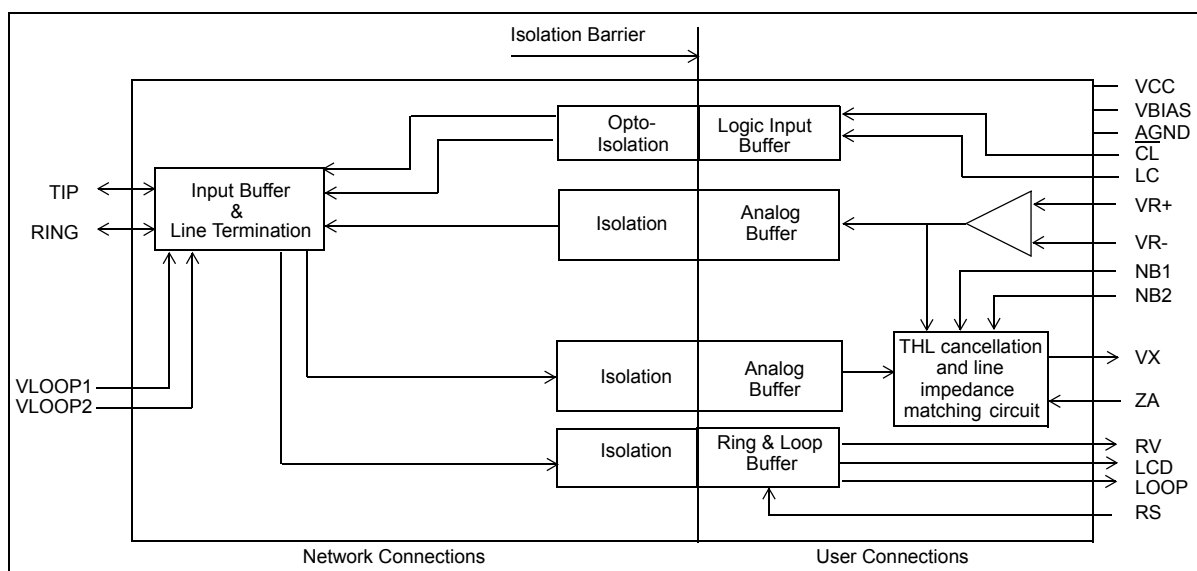 Isolation Barrier
VCC
VBIAS
AGND
CL
LC
VR+
VR-
NB1
NB2
VX
ZA
RV
LCD
LOOP
RS
TIP
RING
VLOOP1
VLOOP2
Input Buffer
&
Line Termination
Opto-
Isolation
Logic Input
Buffer
Isolation
Analog
Buffer
Isolation
Analog
Buffer
THL cancellation
and line
impedance
matching circuit
Isolation
Ring & Loop
Buffer
Network Connections
User Connections